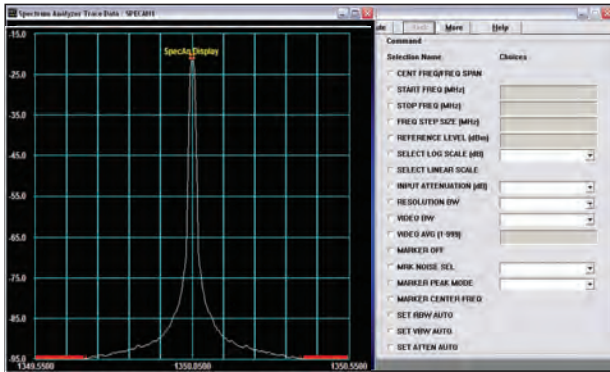 Spectrum Analyzer Trace Data / SPECAN1
SpecAn Display
-15.0
-25.0
-35.0
-45.0
-55.0
-65.0
-75.0
-85.0
-95.0
1349.5500
1350.0500
1350.5500
More
Help
Command
Selection Name
Choices
CENT FREQ/FREQ SPAN
START FREQ (MHz)
STOP FREQ (MHz)
FREQ STEP SIZE (MHz)
REFERENCE LEVEL (dBm)
SELECT LOG SCALE (dB)
SELECT LINEAR SCALE
INPUT ATTENUATION (dB)
RESOLUTION BW
VIDEO BW
VIDEO AVG (1-999)
MARKER OFF
MRK NOISE SEL
MARKER PEAK MODE
MARKER CENTER FREQ
SET RBW AUTO
SET VBW AUTO
SET ATTEN AUTO